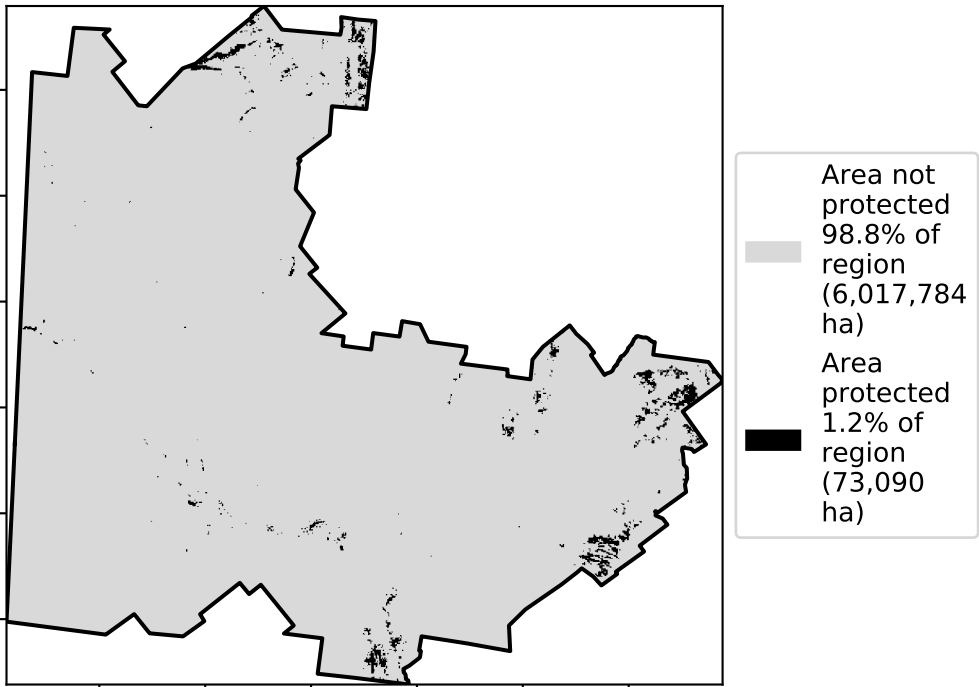 Area not
protected
98.8% of
region
(6,017,784
ha)
Area
protected
1.2% of
region
(73,090
ha)